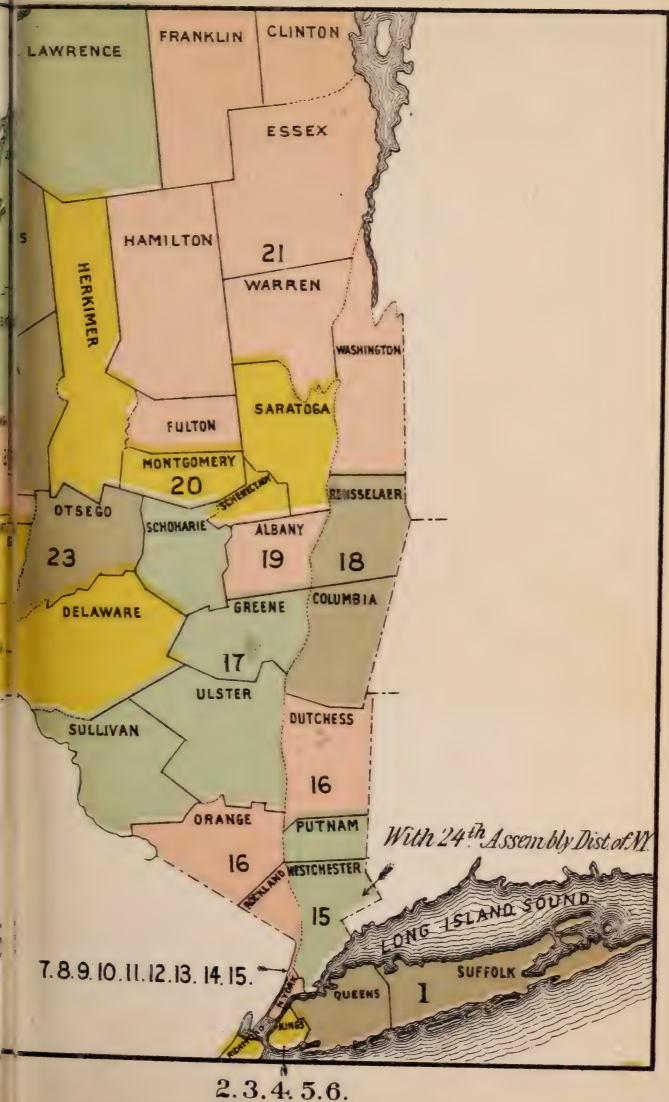 LAWRENCE
FRANKLIN
CLINTON
ESSEX
HAMILTON
21
S
HERKIMER
WARREN
WASHINGTON
SARATOGA
FULTON
MONTGOMERY
20
SCHENECTADY
RENSSELAER
OTSEGO
SCHOHARIE
ALBANY
23
19
18
DELAWARE
GREENE
COLUMBIA
17
ULSTER
SULLIVAN
DUTCHESS
16
ORANGE
PUTNAM
With 24th Assembly Dist of N.Y.
16
ROCKLAND
WESTCHESTER
15
LONG ISLAND SOUND
7. 8. 9. 10. 11. 12. 13. 14. 15.
N. YORK
SUFFOLK
QUEENS
1
RICHMOND
KINGS
2. 3. 4. 5. 6.